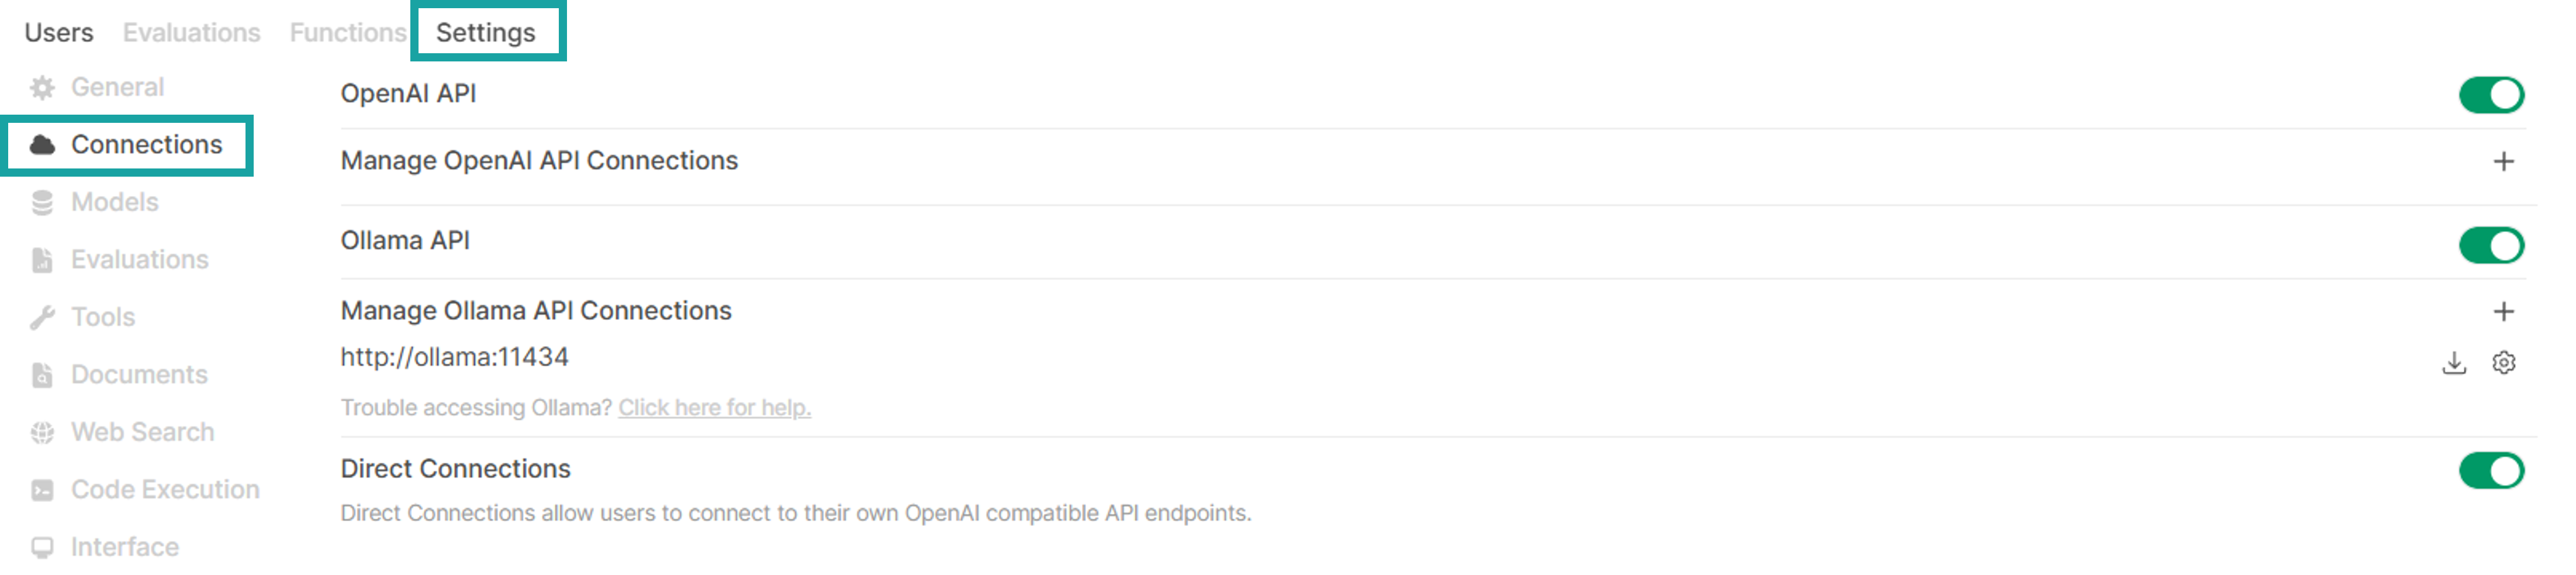 Users Evaluations Functions Settings
General
Connections
Models
Evaluations
Tools
Documents
Web Search
Code Execution
Interface
OpenAI API
Manage OpenAI API Connections
Ollama API
Manage Ollama API Connections
http://ollama:11434
Trouble accessing Ollama? Click here for help.
Direct Connections
Direct Connections allow users to connect to their own OpenAI compatible API endpoints.